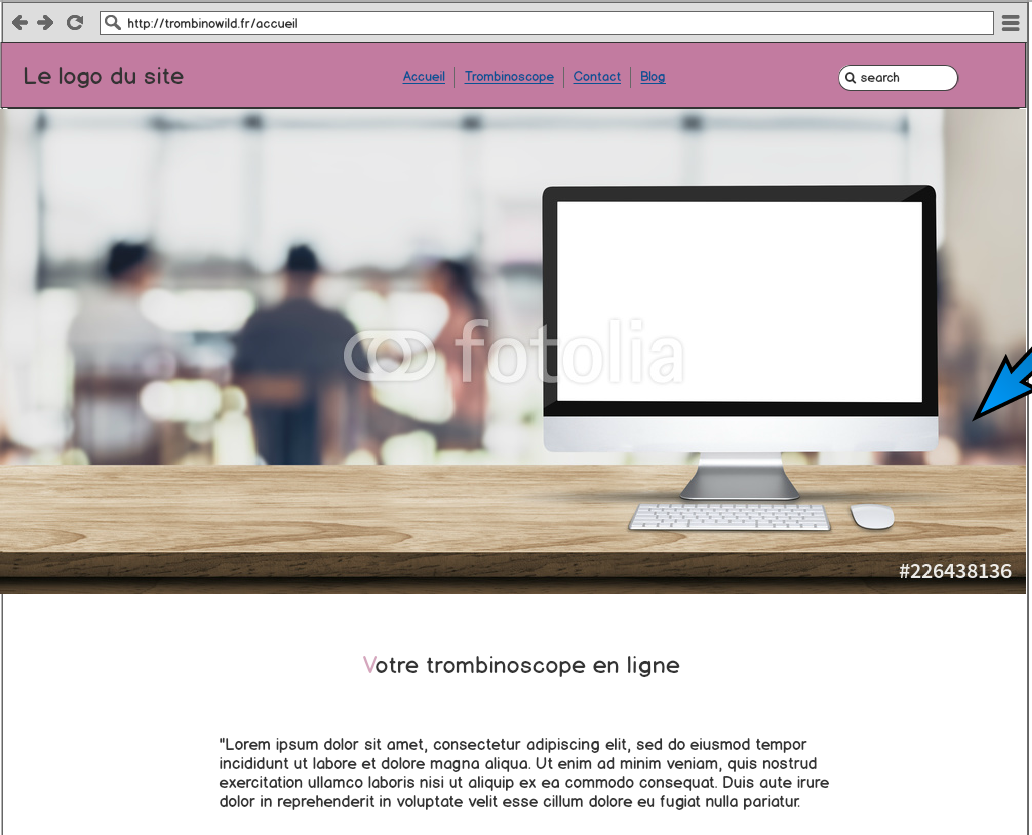 http://trombinowild.fr/accueil
Le logo du site
Accueil Trombinoscope Contact Blog
search
fotolia
#226438136
Votre trombinoscope en ligne
"Lorem ipsum dolor sit amet, consectetur adipiscing elit, sed do eiusmod tempor
incididunt ut labore et dolore magna aliqua. Ut enim ad minim veniam, quis nostrud
exercitation ullamco laboris nisi ut aliquip ex ea commodo consequat. Duis aute irure
dolor in reprehenderit in voluptate velit esse cillum dolore eu fugiat nulla pariatur.